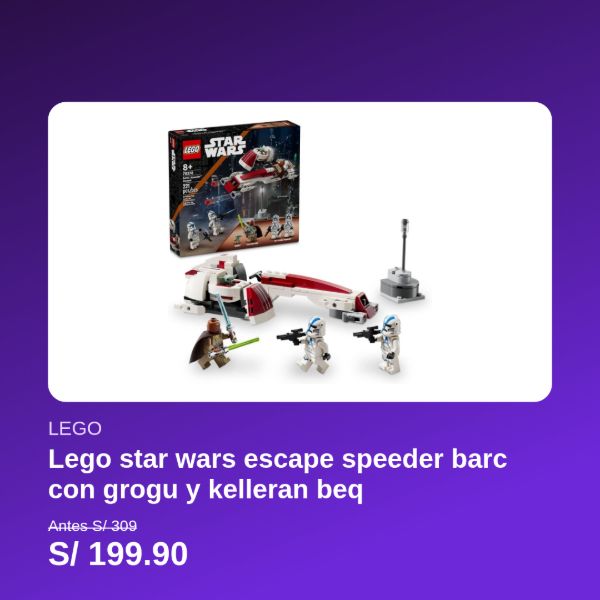 LEGO
STAR
WARS
8+
LEGO
Lego star wars escape speeder barc
con grogu y kelleran beq
Antes S/ 309
S/ 199.90